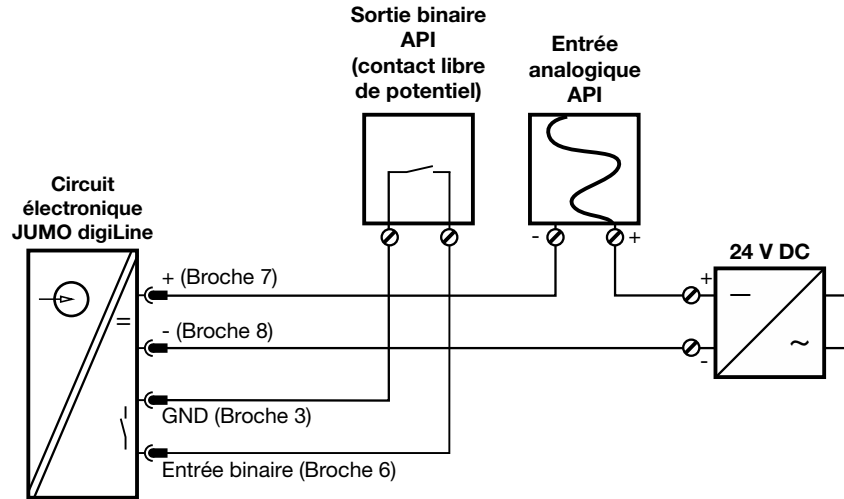 Sortie binaire
API
(contact libre
de potentiel)
Entrée
analogique
API
Circuit
électronique
JUMO digiLine
- +
24 V DC
+ (Broche 7)
+
- (Broche 8)
-
GND (Broche 3)
Entrée binaire (Broche 6)